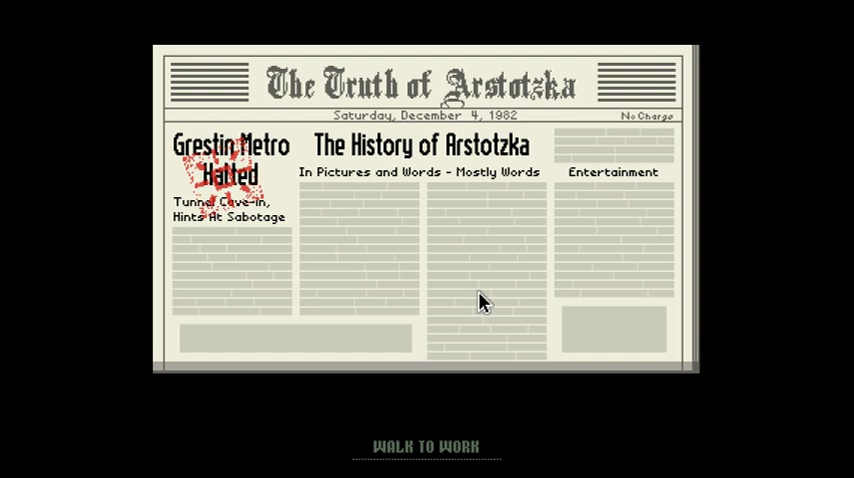 The Truth of Arstotzka
Saturday, December 4, 1982
No Charge
Grestin Metro
Halted
Tunnel Cave-in,
Hints At Sabotage
The History of Arstotzka
In Pictures and Words - Mostly Words
Entertainment
WALK TO WORK